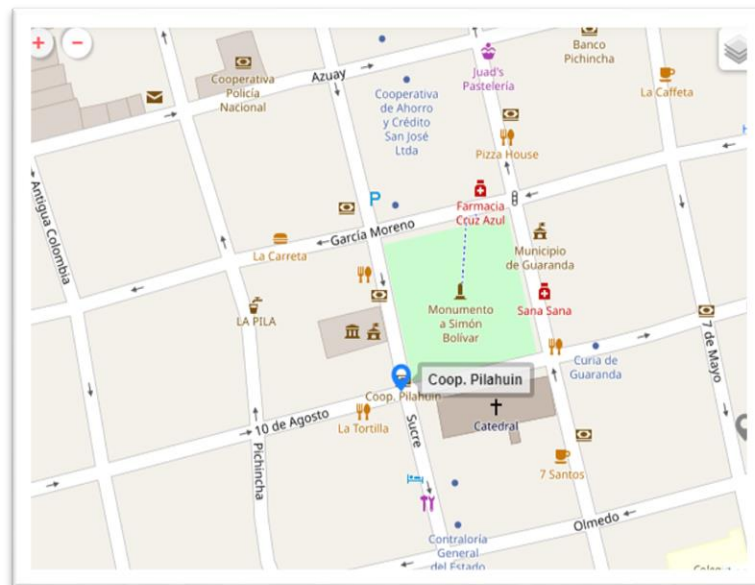 Banco
Pichincha
Juad's
Pastelería
Azuay
Cooperativa
Policía
Nacional
La Caffeta
Cooperativa
de Ahorro
y Crédito
San José
Ltda
Pizza House
Antigua Colombia
P
Farmacia
Cruz Azul
García Moreno
La Carreta
Municipio
de Guaranda
LA PILA
Monumento
a Simón
Bolívar
Sana Sana
7 de Mayo
Curia de
Guaranda
Coop. Pilahuin
Coop. Pilahuin
10 de Agosto
La Tortilla
Sucre
Catedral
Pichincha
7 Santos
Olmedo
Contraloría
General
del Estado